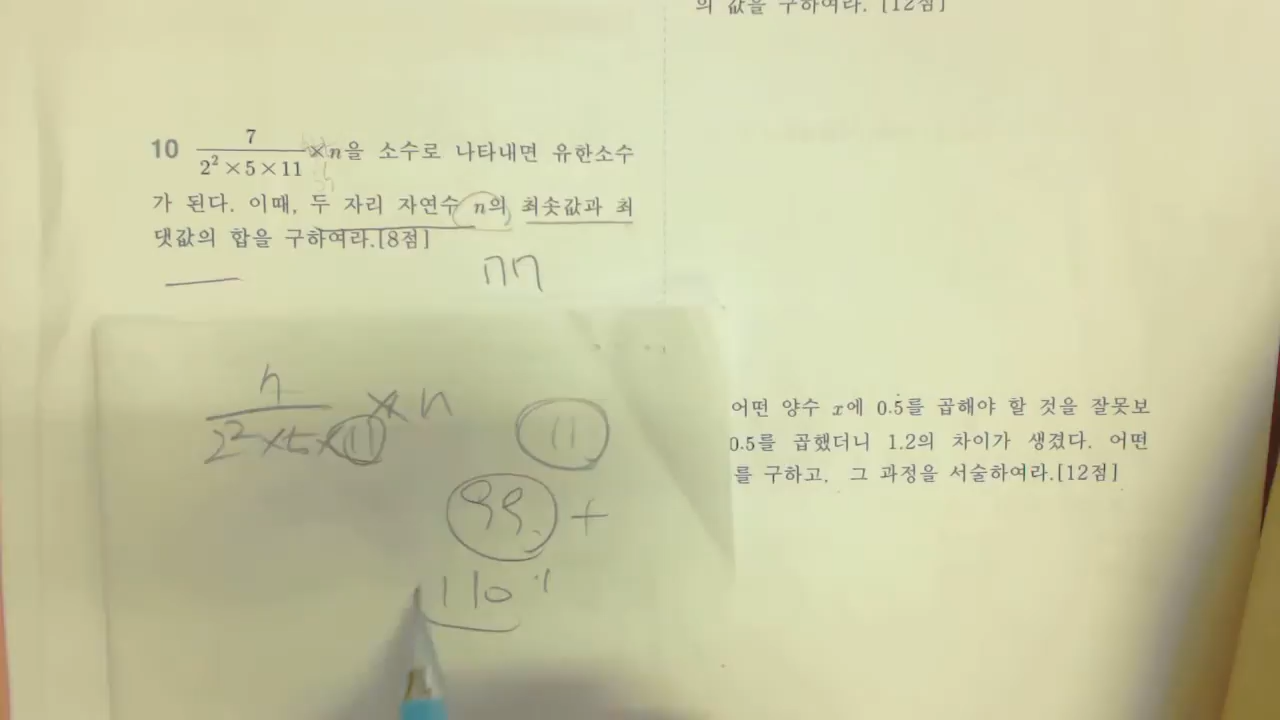 의 값을 구하여라. [12점]
10 7/(2²×5×11) × n을 소수로 나타내면 유한소수
가 된다. 이때, 두 자리 자연수 n의 최솟값과 최
댓값의 합을 구하여라.[8점]
77
7/(2²×5×11) × n
11
99 +
110
어떤 양수 x에 0.5를 곱해야 할 것을 잘못보
0.5를 곱했더니 1.2의 차이가 생겼다. 어떤
를 구하고, 그 과정을 서술하여라.[12점]